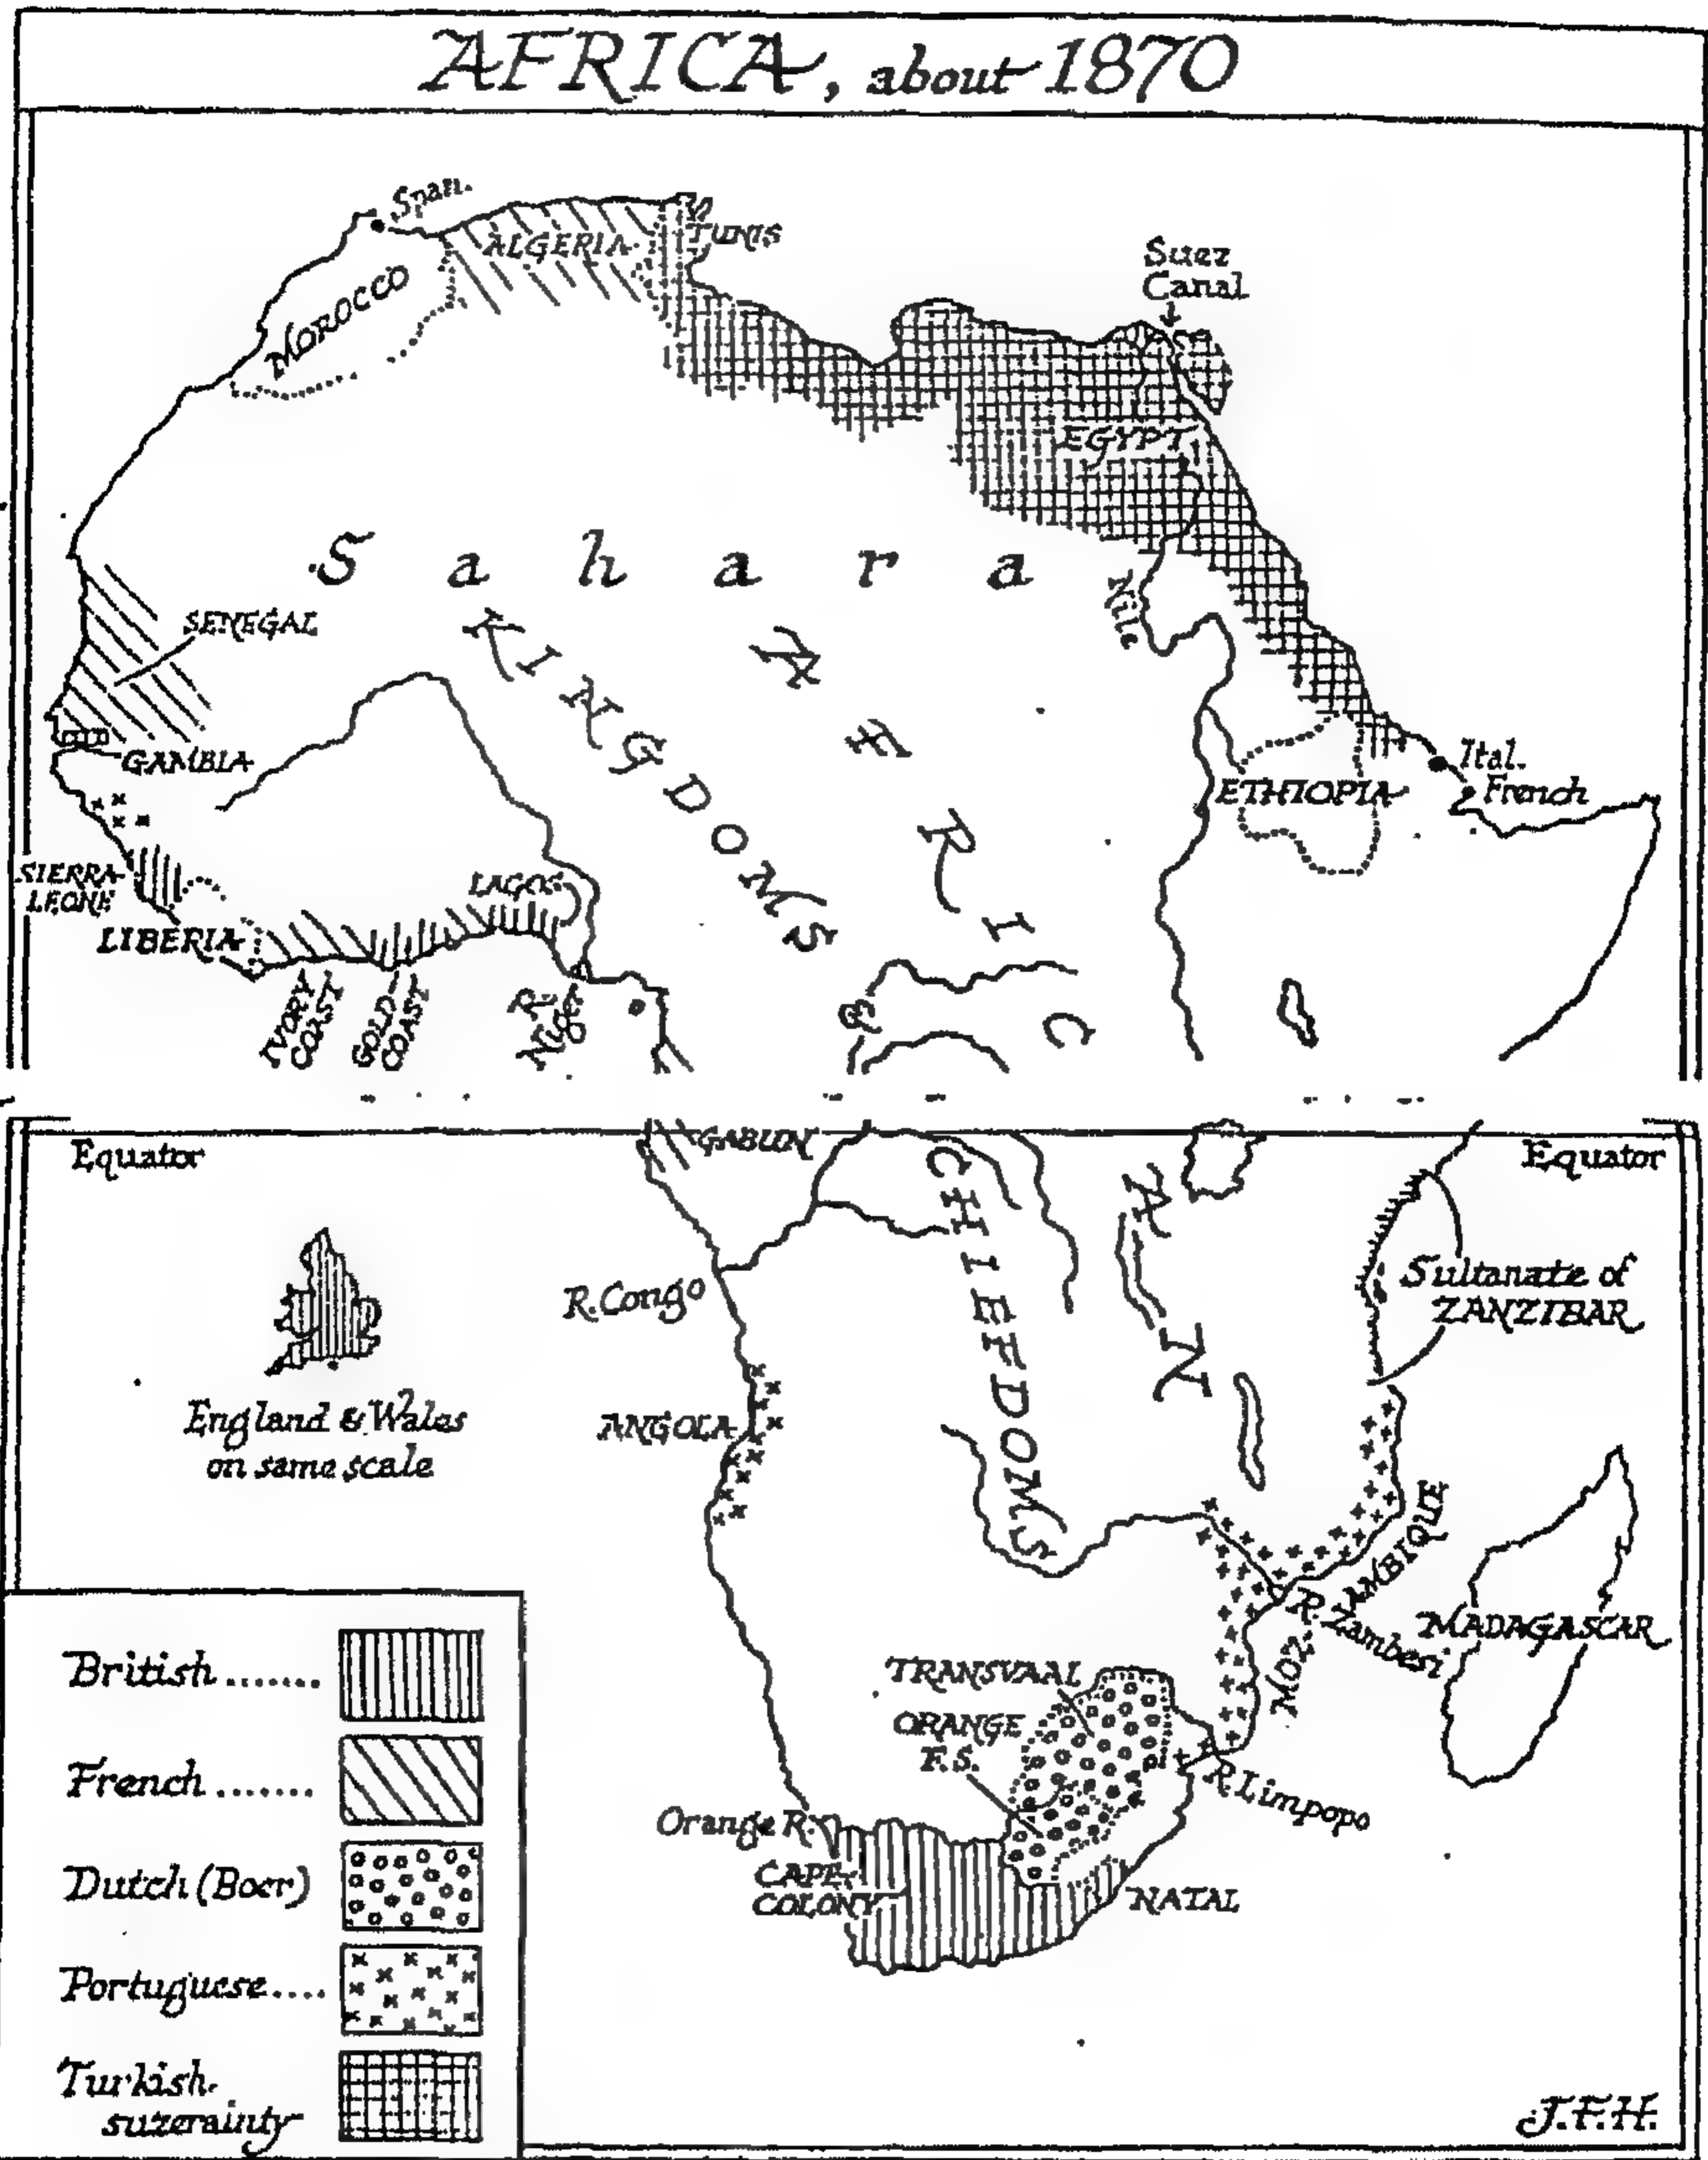 AFRICA, about 1870
Span.
TUNIS
ALGERIA
MOROCCO
Suez
Canal
EGYPT
Sahara
Nile
SENEGAL
GAMBIA
KINGDOMS
AFRICAN
Ital.
French
ETHIOPIA
SIERRA
LEONE
LAGOS
LIBERIA
IVORY
COAST
GOLD
COAST
R.
Niger
&
Equator
GABUN
Equator
CHIEFDOMS
R. Congo
Sultanate of
ZANZIBAR
England & Wales
on same scale
ANGOLA
MOZAMBIQUE
R. Zambesi
MADAGASCAR
TRANSVAAL
ORANGE
F.S.
R. Limpopo
Orange R.
CAPE
COLONY
NATAL
British.......
French.......
Dutch (Boer)
Portuguese....
Turkish
suzerainty
J.F.H.